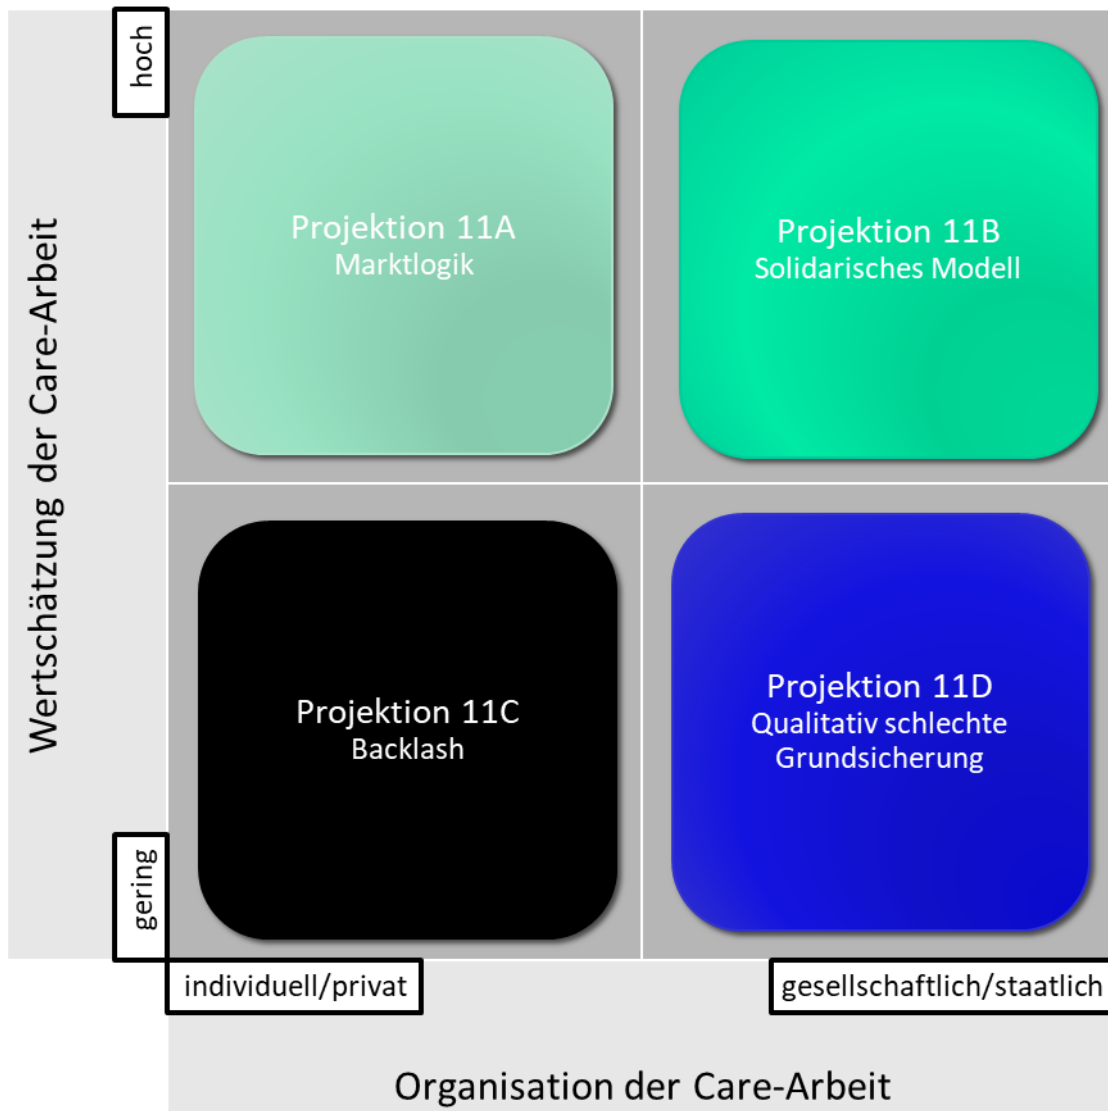 hoch
Wertschätzung der Care-Arbeit
gering
Projektion 11A
Marktlogik
Projektion 11B
Solidarisches Modell
Projektion 11C
Backlash
Projektion 11D
Qualitativ schlechte
Grundsicherung
individuell/privat
gesellschaftlich/staatlich
Organisation der Care-Arbeit